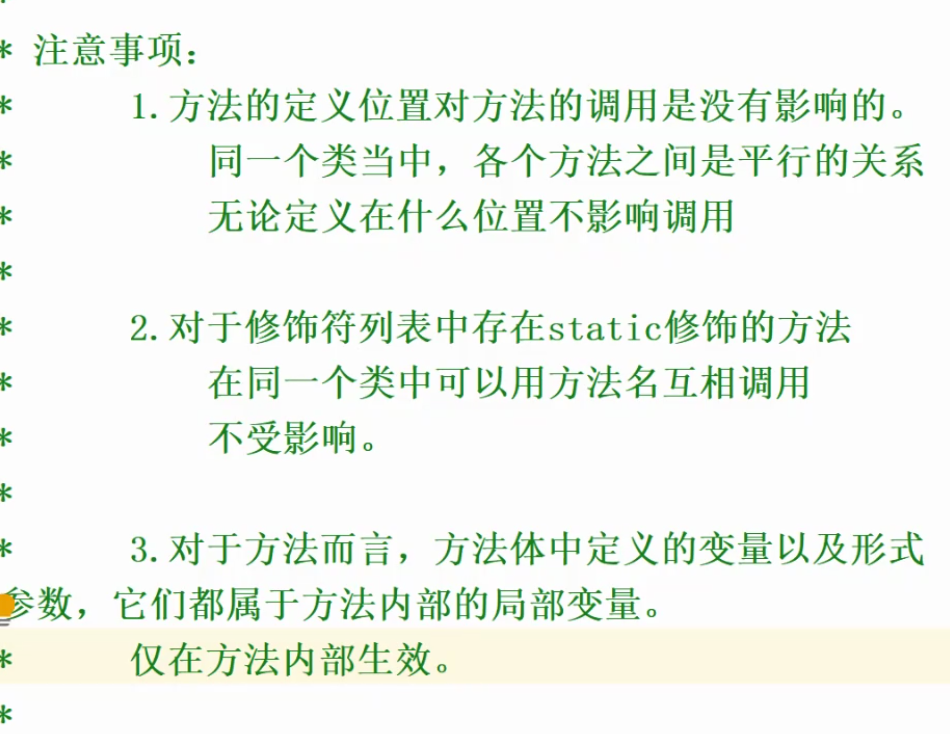 *
* 注意事项：
* 1.方法的定义位置对方法的调用是没有影响的。
* 同一个类当中，各个方法之间是平行的关系
* 无论定义在什么位置不影响调用
*
* 2.对于修饰符列表中存在static修饰的方法
* 在同一个类中可以用方法名互相调用
* 不受影响。
*
* 3.对于方法而言，方法体中定义的变量以及形式
参数，它们都属于方法内部的局部变量。
* 仅在方法内部生效。
*